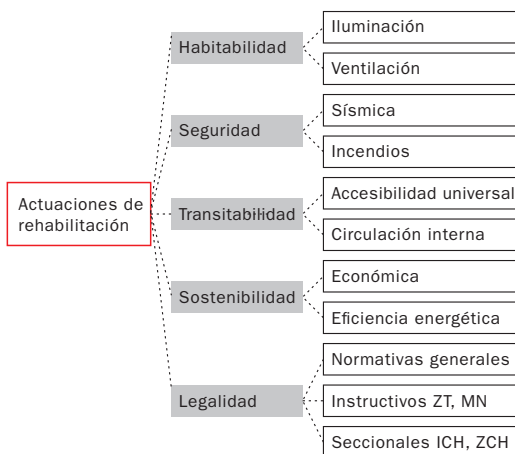 Actuaciones de
rehabilitación
Habitabilidad
Iluminación
Ventilación
Seguridad
Sísmica
Incendios
Transitabilidad
Accesibilidad universal
Circulación interna
Sostenibilidad
Económica
Eficiencia energética
Legalidad
Normativas generales
Instructivos ZT, MN
Seccionales ICH, ZCH